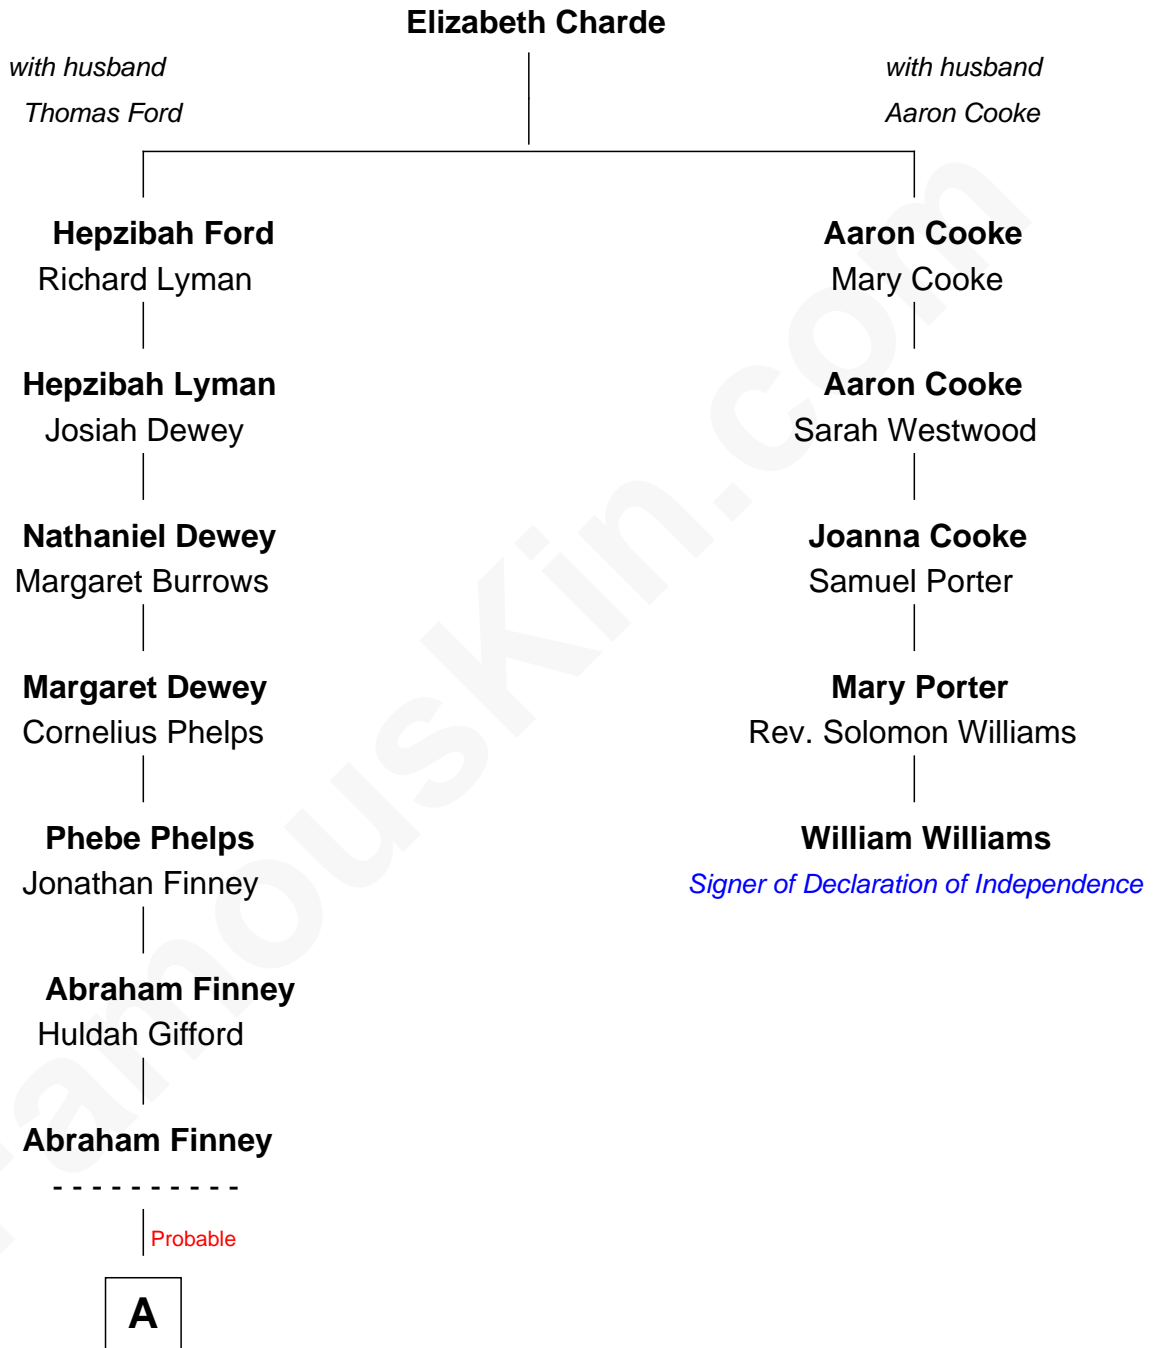 Elizabeth Charde
with husband
Thomas Ford
with husband
Aaron Cooke
Hepzibah Ford
Richard Lyman
Aaron Cooke
Mary Cooke
Hepzibah Lyman
Josiah Dewey
Aaron Cooke
Sarah Westwood
Nathaniel Dewey
Margaret Burrows
Joanna Cooke
Samuel Porter
Margaret Dewey
Cornelius Phelps
Mary Porter
Rev. Solomon Williams
Phebe Phelps
Jonathan Finney
William Williams
Signer of Declaration of Independence
Abraham Finney
Huldah Gifford
Abraham Finney
- - - - - - - - - -
Probable
A
FamousKin.com